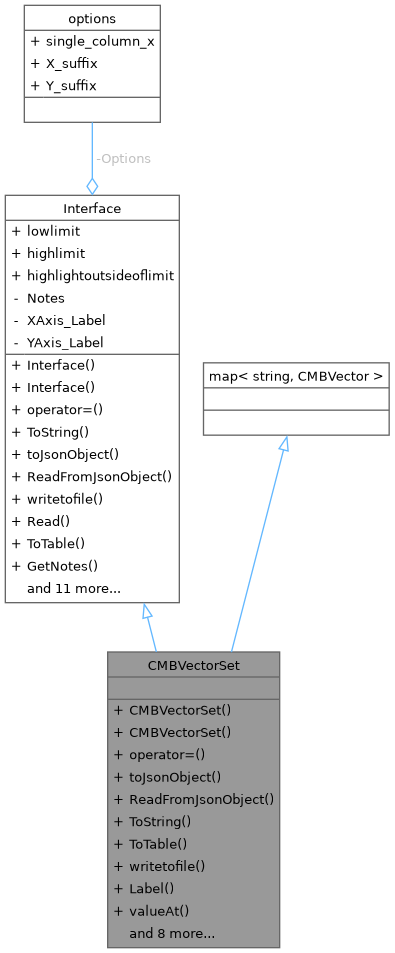 options
+ single_column_x
+ X_suffix
+ Y_suffix
-Options
Interface
+ lowlimit
+ highlimit
+ highlightoutsideoflimit
- Notes
- XAxis_Label
- YAxis_Label
+ Interface()
+ Interface()
+ operator=()
+ ToString()
+ toJsonObject()
+ ReadFromJsonObject()
+ writetofile()
+ Read()
+ ToTable()
+ GetNotes()
and 11 more...
map< string, CMBVector >
CMBVectorSet
+ CMBVectorSet()
+ CMBVectorSet()
+ operator=()
+ toJsonObject()
+ ReadFromJsonObject()
+ ToString()
+ ToTable()
+ writetofile()
+ Label()
+ valueAt()
and 8 more...